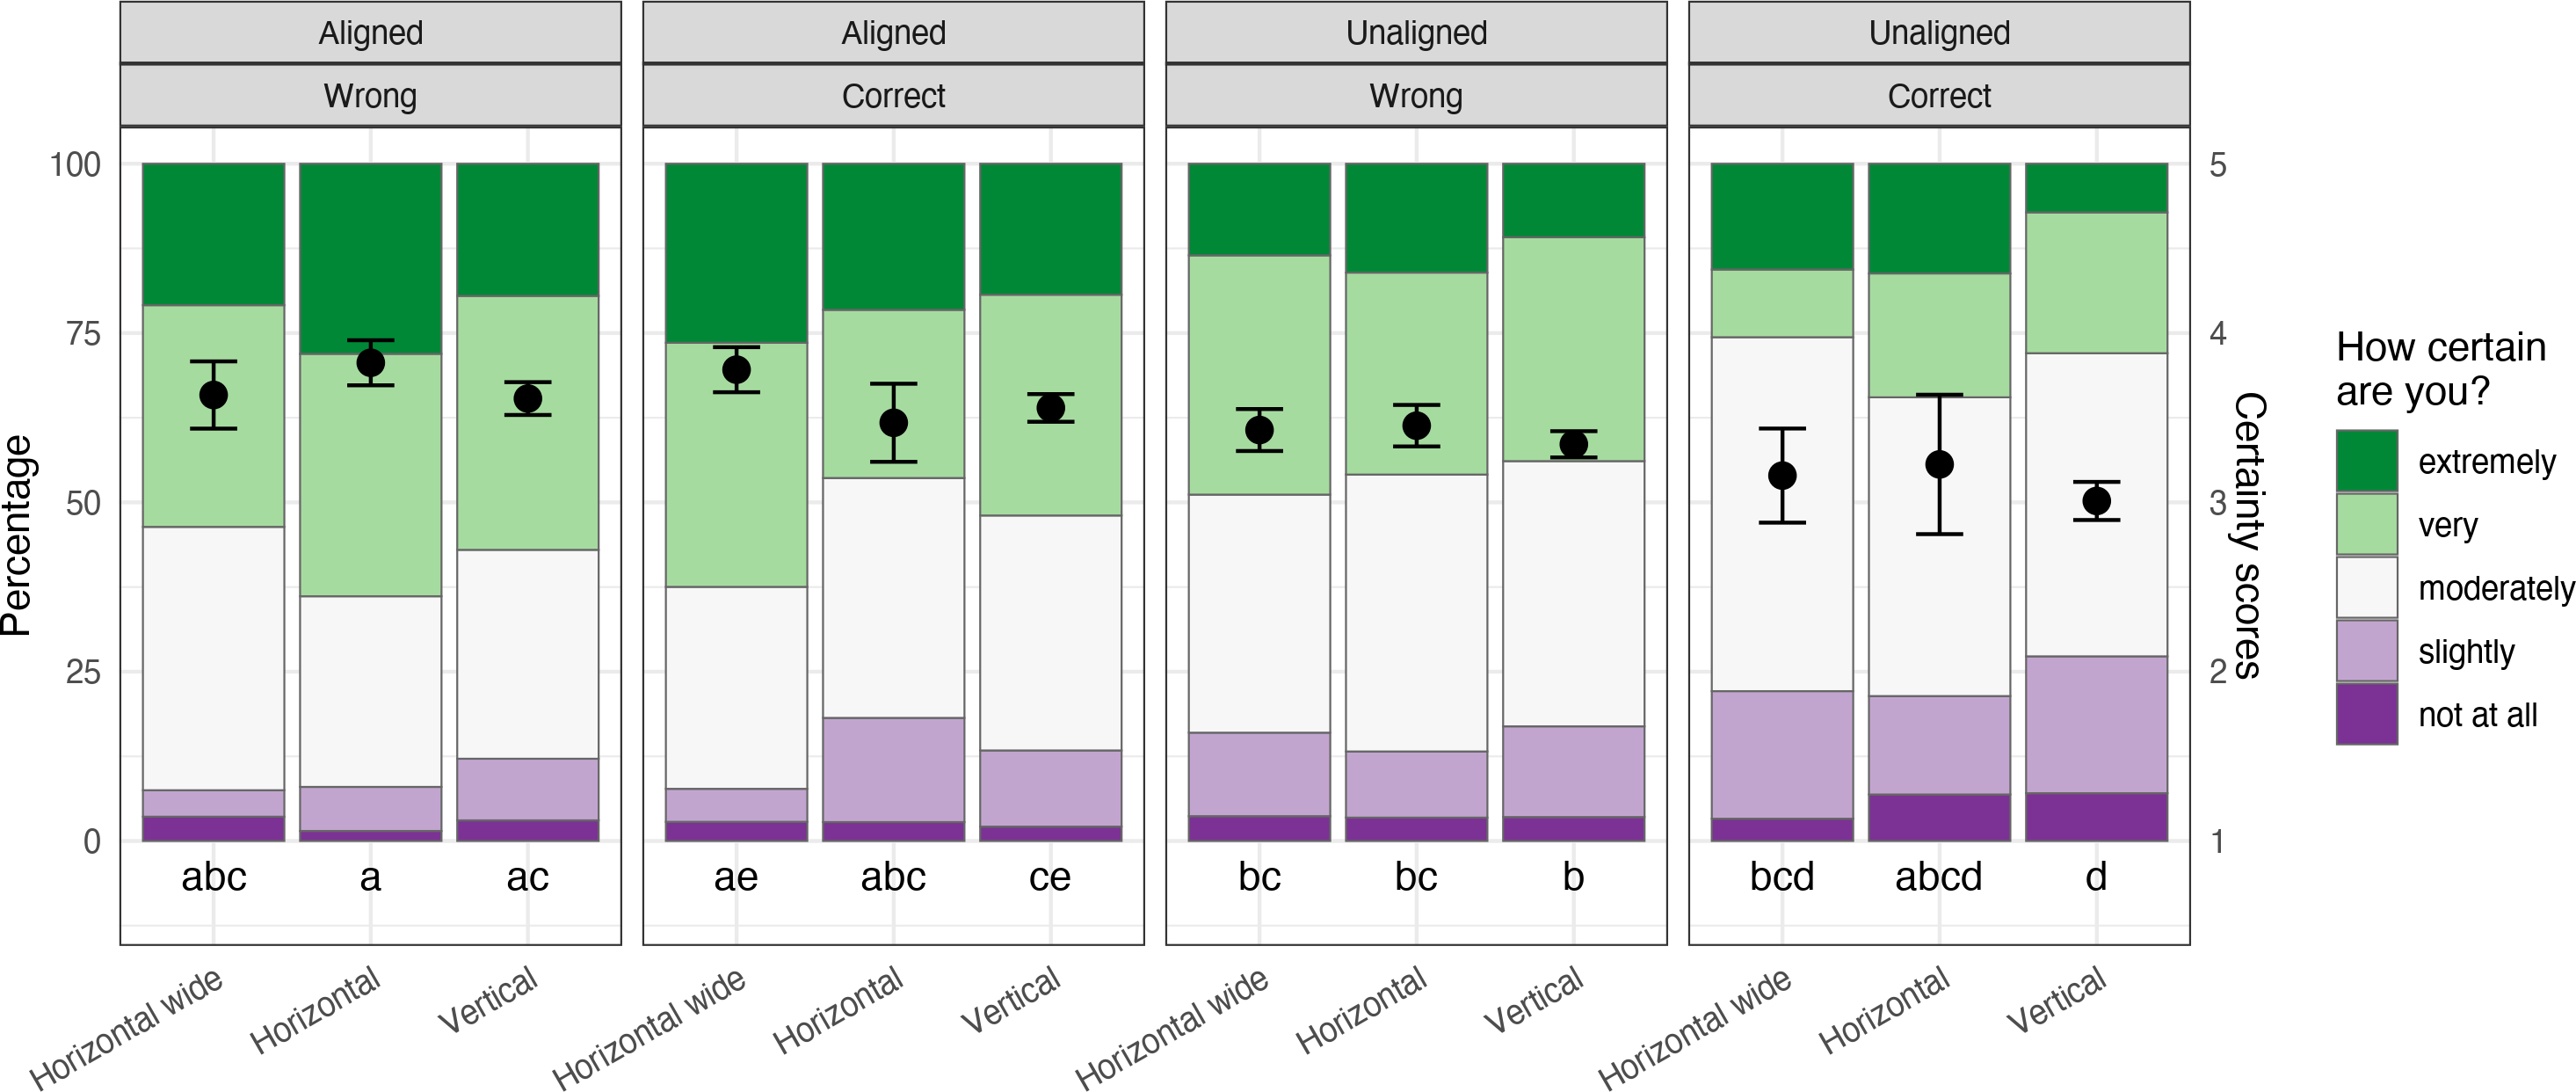 Aligned
Aligned
Unaligned
Unaligned
Wrong
Correct
Wrong
Correct
Percentage
100
75
50
25
0
abc
a
ac
ae
abc
ce
bc
bc
b
bcd
abcd
d
Horizontal wide
Horizontal
Vertical
Horizontal wide
Horizontal
Vertical
Horizontal wide
Horizontal
Vertical
Horizontal wide
Horizontal
Vertical
5
4
3
2
1
Certainty scores
How certain
are you?
extremely
very
moderately
slightly
not at all